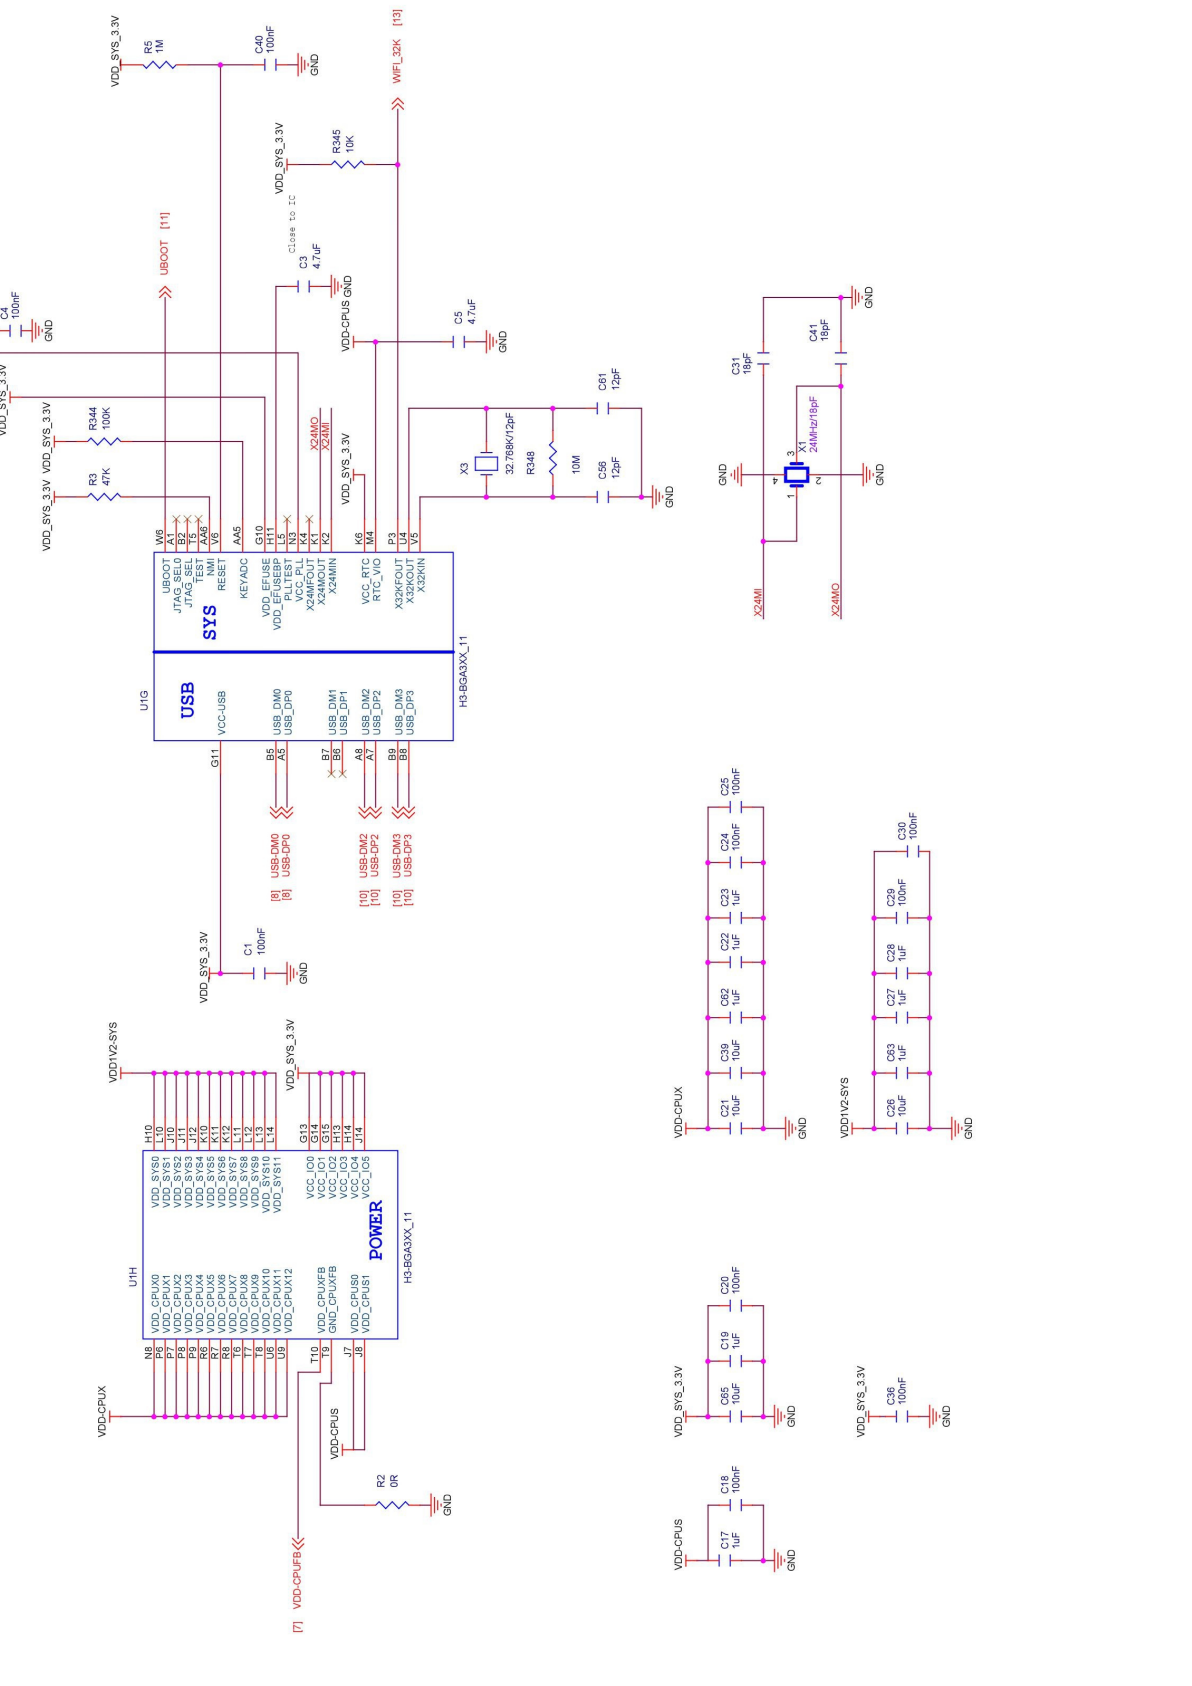 [7] VDD-CPUFB
VDD-CPUX
N8 VDD_CPUX0
P6 VDD_CPUX1
P7 VDD_CPUX2
P8 VDD_CPUX3
P9 VDD_CPUX4
R6 VDD_CPUX5
R7 VDD_CPUX6
R8 VDD_CPUX7
T6 VDD_CPUX8
T7 VDD_CPUX9
T8 VDD_CPUX10
U6 VDD_CPUX11
U9 VDD_CPUX12
T10 VDD_CPUXFB
T9 GND_CPUXFB
J7 VDD_CPUS0
J8 VDD_CPUS1
VDD-CPUS
R2
0R
GND
U1H
POWER
H3-BGA3XX_11
VDD1V2-SYS
VDD_SYS0 H10
VDD_SYS1 L10
VDD_SYS2 J10
VDD_SYS3 J11
VDD_SYS4 J12
VDD_SYS5 K10
VDD_SYS6 K11
VDD_SYS7 K12
VDD_SYS8 L11
VDD_SYS9 L12
VDD_SYS10 L13
VDD_SYS11 L14
VDD_SYS_3.3V
VCC_IO0 G13
VCC_IO1 G14
VCC_IO2 G15
VCC_IO3 H13
VCC_IO4 H14
VCC_IO5 J14
VDD_SYS_3.3V
C1
100nF
GND
G11 VCC-USB
[8] USB-DM0 B5 USB_DM0
[8] USB-DP0 A5 USB_DP0
B7 USB_DM1
B6 USB_DP1
[10] USB-DM2 A8 USB_DM2
[10] USB-DP2 A7 USB_DP2
[10] USB-DM3 B9 USB_DM3
[10] USB-DP3 B8 USB_DP3
U1G
USB
SYS
H3-BGA3XX_11
UBOOT W6
JTAG_SEL0 A1
JTAG_SEL B2
TEST T5
NMI AA6
RESET V6
KEYADC AA5
VDD_EFUSE G10
VDD_EFUSEBP H11
PLLTEST L5
VCC_PLL N3
X24MFOUT K4
X24MOUT K1
X24MIN K2
VCC_RTC K6
RTC_VIO M4
X32KFOUT P3
X32KOUT U4
X32KIN V5
VDD_SYS_3.3V
R3
47K
VDD_SYS_3.3V
R344
100K
C4
100nF
GND
UBOOT [11]
VDD_SYS_3.3V
R5
1M
C40
100nF
GND
VDD_SYS_3.3V
R345
10K
WIFI_32K [13]
C3
4.7uF
Close to IC
GND
X24MO
X24MI
VDD_SYS_3.3V
VDD-CPUS
C5
4.7uF
GND
X3
32.768K/12pF
R348
10M
C61
12pF
C56
12pF
GND
X24MI
X24MO
X1
24MHz/18pF
1
2
3
4
GND
GND
C31
18pF
C41
18pF
GND
VDD-CPUX
C21
10uF
C39
10uF
C62
1uF
C22
1uF
C23
1uF
C24
100nF
C25
100nF
GND
VDD1V2-SYS
C26
10uF
C63
1uF
C27
1uF
C28
1uF
C29
100nF
C30
100nF
GND
VDD_SYS_3.3V
C65
10uF
C19
1uF
C20
100nF
GND
VDD_SYS_3.3V
C36
100nF
GND
VDD-CPUS
C17
1uF
C18
100nF
GND